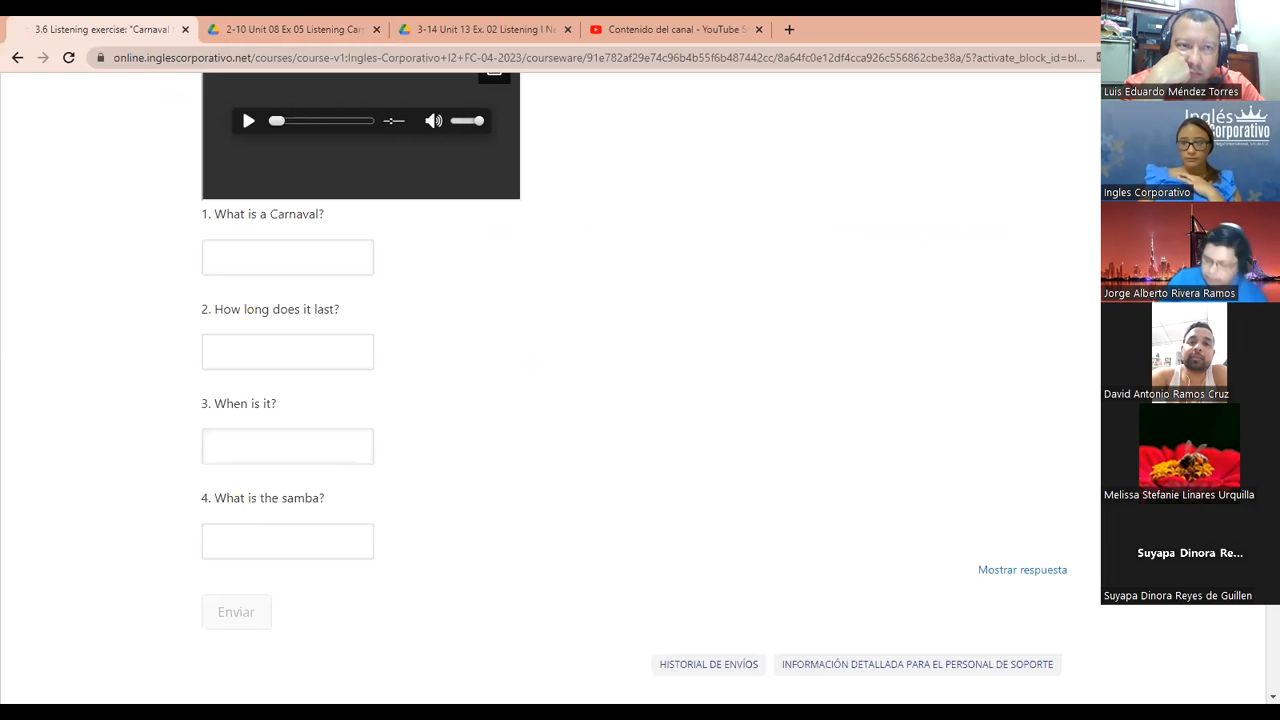 3.6 Listening exercise: "Carnaval
2-10 Unit 08 Ex 05 Listening Car
3-14 Unit 13 Ex. 02 Listening I Ne
Contenido del canal - YouTube S
online.inglescorporativo.net/courses/course-v1:Ingles-Corporativo+I2+FC-04-2023/courseware/91e782af29e74c96b4b55f6b487442cc/8a64fc0e12df4cca926c556862cbe38a/5?activate_block_id=bl...
1. What is a Carnaval?
2. How long does it last?
3. When is it?
4. What is the samba?
Mostrar respuesta
Enviar
HISTORIAL DE ENVÍOS
INFORMACIÓN DETALLADA PARA EL PERSONAL DE SOPORTE
Luis Eduardo Méndez Torres
Inglés
Corporativo
Ingles Corporativo
Jorge Alberto Rivera Ramos
David Antonio Ramos Cruz
Melissa Stefanie Linares Urquilla
Suyapa Dinora Re...
Suyapa Dinora Reyes de Guillen